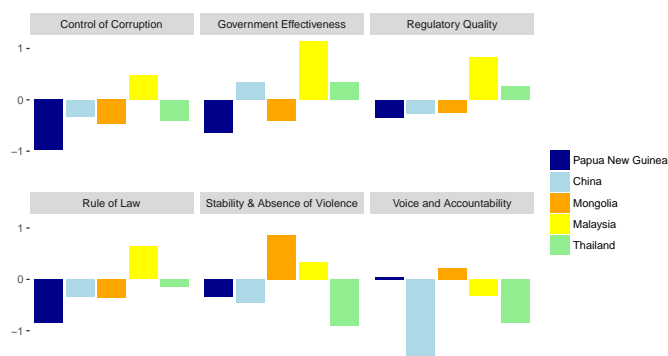 Control of Corruption
Government Effectiveness
Regulatory Quality
1
0
−1
Rule of Law
Stability & Absence of Violence
Voice and Accountability
1
0
−1
Papua New Guinea
China
Mongolia
Malaysia
Thailand